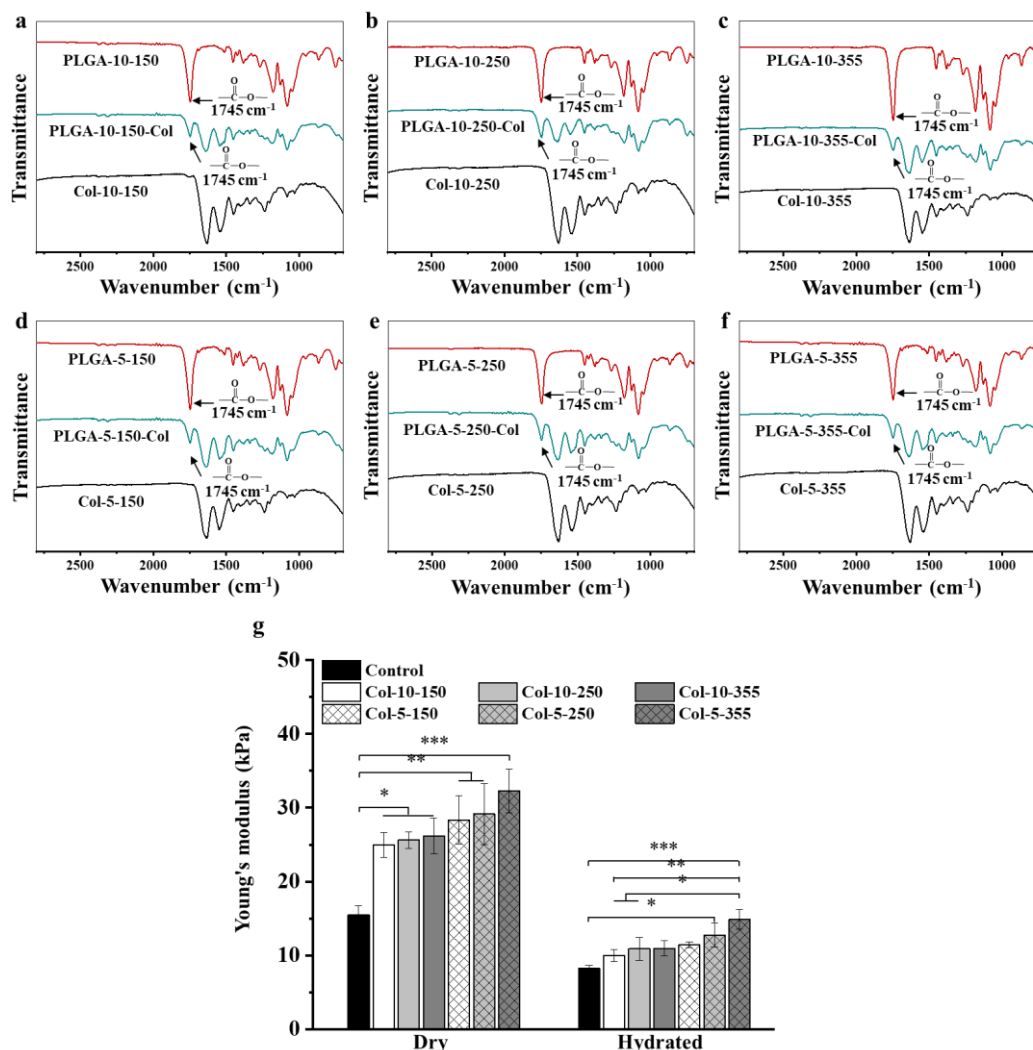 a
PLGA-10-150
O
C
O
1745 cm⁻¹
PLGA-10-150-Col
O
C
O
1745 cm⁻¹
Col-10-150
Transmittance
2500 2000 1500 1000
Wavenumber (cm⁻¹)
b
PLGA-10-250
O
C
O
1745 cm⁻¹
PLGA-10-250-Col
O
C
O
1745 cm⁻¹
Col-10-250
Transmittance
2500 2000 1500 1000
Wavenumber (cm⁻¹)
c
PLGA-10-355
O
C
O
1745 cm⁻¹
PLGA-10-355-Col
O
C
O
1745 cm⁻¹
Col-10-355
Transmittance
2500 2000 1500 1000
Wavenumber (cm⁻¹)
d
PLGA-5-150
O
C
O
1745 cm⁻¹
PLGA-5-150-Col
O
C
O
1745 cm⁻¹
Col-5-150
Transmittance
2500 2000 1500 1000
Wavenumber (cm⁻¹)
e
PLGA-5-250
O
C
O
1745 cm⁻¹
PLGA-5-250-Col
O
C
O
1745 cm⁻¹
Col-5-250
Transmittance
2500 2000 1500 1000
Wavenumber (cm⁻¹)
f
PLGA-5-355
O
C
O
1745 cm⁻¹
PLGA-5-355-Col
O
C
O
1745 cm⁻¹
Col-5-355
Transmittance
2500 2000 1500 1000
Wavenumber (cm⁻¹)
g
Control
Col-10-150 Col-10-250 Col-10-355
Col-5-150 Col-5-250 Col-5-355
Young's modulus (kPa)
50
40
30
20
10
0
***
**
*
***
**
*
*
Dry Hydrated